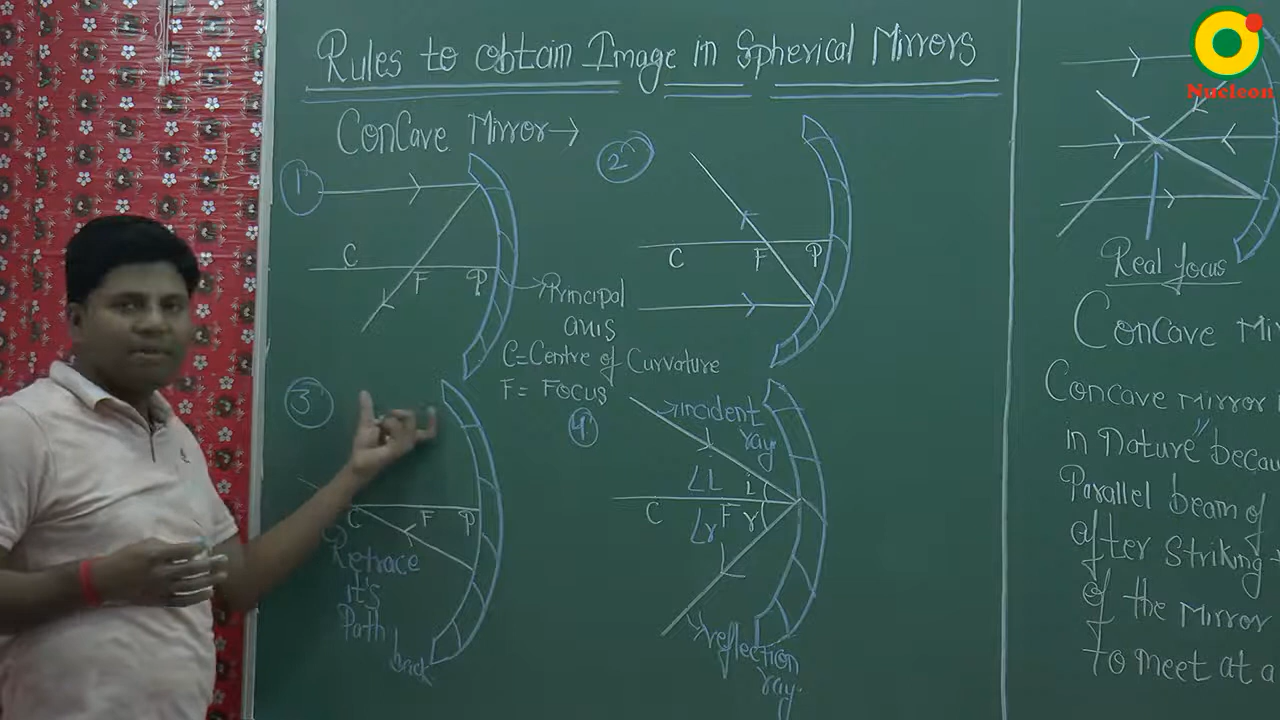 Rules to obtain Image in Spherical Mirrors
Concave Mirror →
1
C
F
P
Principal
axis
C = Centre of Curvature
F = Focus
2
C
F
P
3
C
F
P
Retrace
it's
Path
back
4
incident
ray
∠i
i
C
F
r
∠r
reflection
ray
Nucleon
Real focus
Concave Mi
Concave Mirror
in Nature" becau
Parallel beam of
after striking
of the Mirror
to meet at a